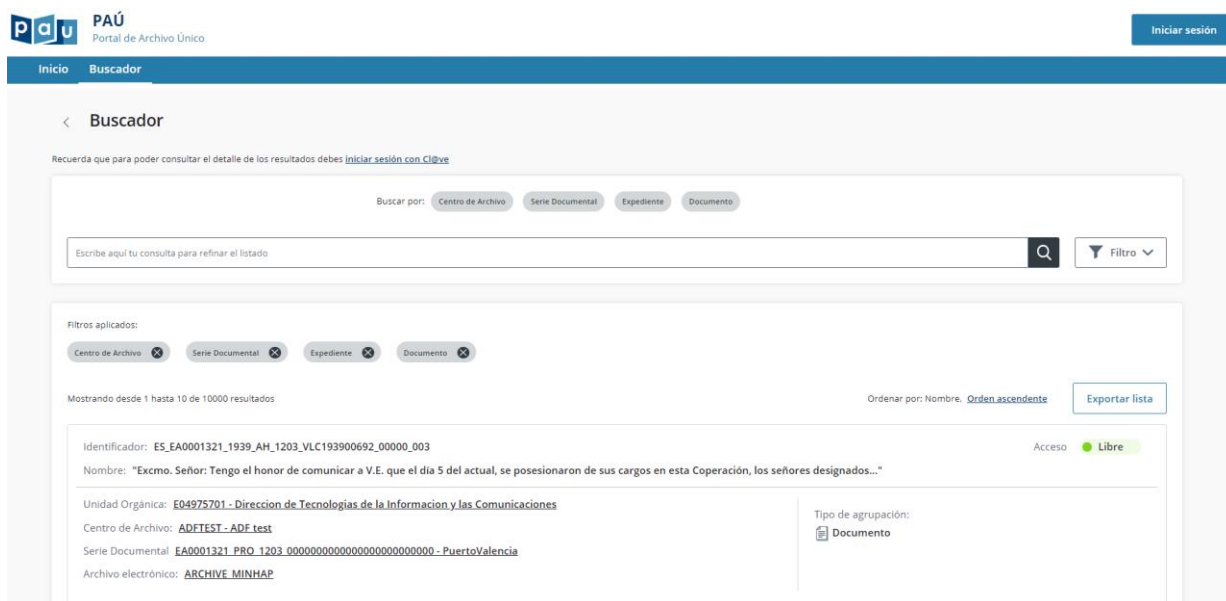 pau
PAÚ
Portal de Archivo Único
Iniciar sesión
Inicio Buscador
Buscador
Recuerda que para poder consultar el detalle de los resultados debes iniciar sesión con Cl@ve
Buscar por: Centro de Archivo Serie Documental Expediente Documento
Escribe aquí tu consulta para refinar el listado Filtro
Filtros aplicados:
Centro de Archivo Serie Documental Expediente Documento
Mostrando desde 1 hasta 10 de 10000 resultados Ordenar por: Nombre. Orden ascendente Exportar lista
Identificador: ES_EA0001321_1939_AH_1203_VLC193900692_00000_003 Acceso Libre
Nombre: "Excmo. Señor: Tengo el honor de comunicar a V.E. que el día 5 del actual, se posesionaron de sus cargos en esta Coperación, los señores designados..."
Unidad Orgánica: E04975701 - Direccion de Tecnologias de la Informacion y las Comunicaciones
Tipo de agrupación:
Centro de Archivo: ADFTEST - ADF test
Documento
Serie Documental EA0001321_PRO_1203_000000000000000000000000 - PuertoValencia
Archivo electrónico: ARCHIVE_MINHAP